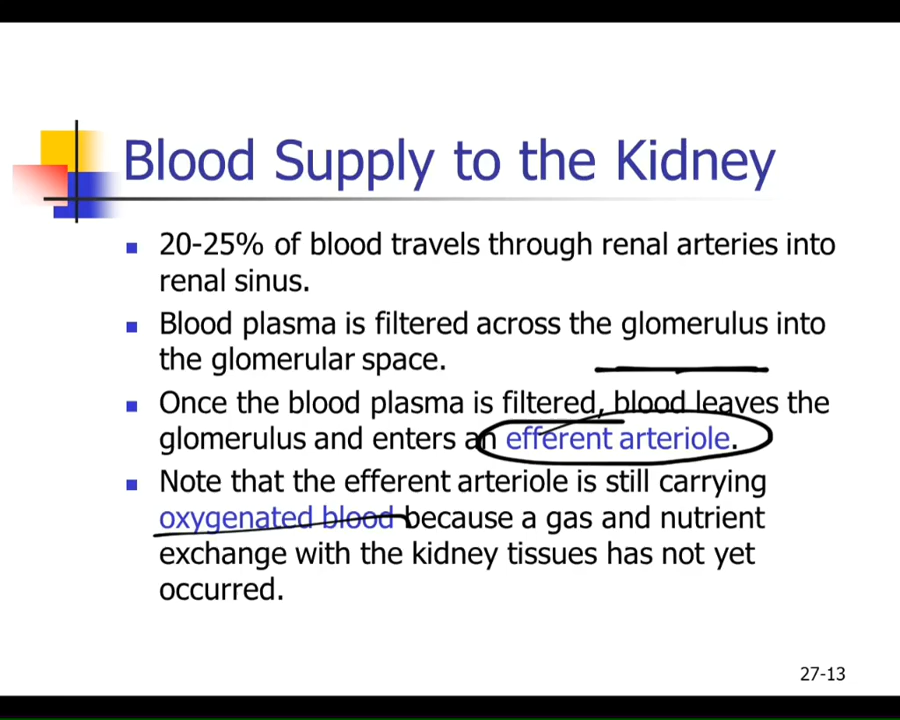 Blood Supply to the Kidney
20-25% of blood travels through renal arteries into
renal sinus.
Blood plasma is filtered across the glomerulus into
the glomerular space.
Once the blood plasma is filtered, blood leaves the
glomerulus and enters an efferent arteriole.
Note that the efferent arteriole is still carrying
oxygenated blood because a gas and nutrient
exchange with the kidney tissues has not yet
occurred.
27-13